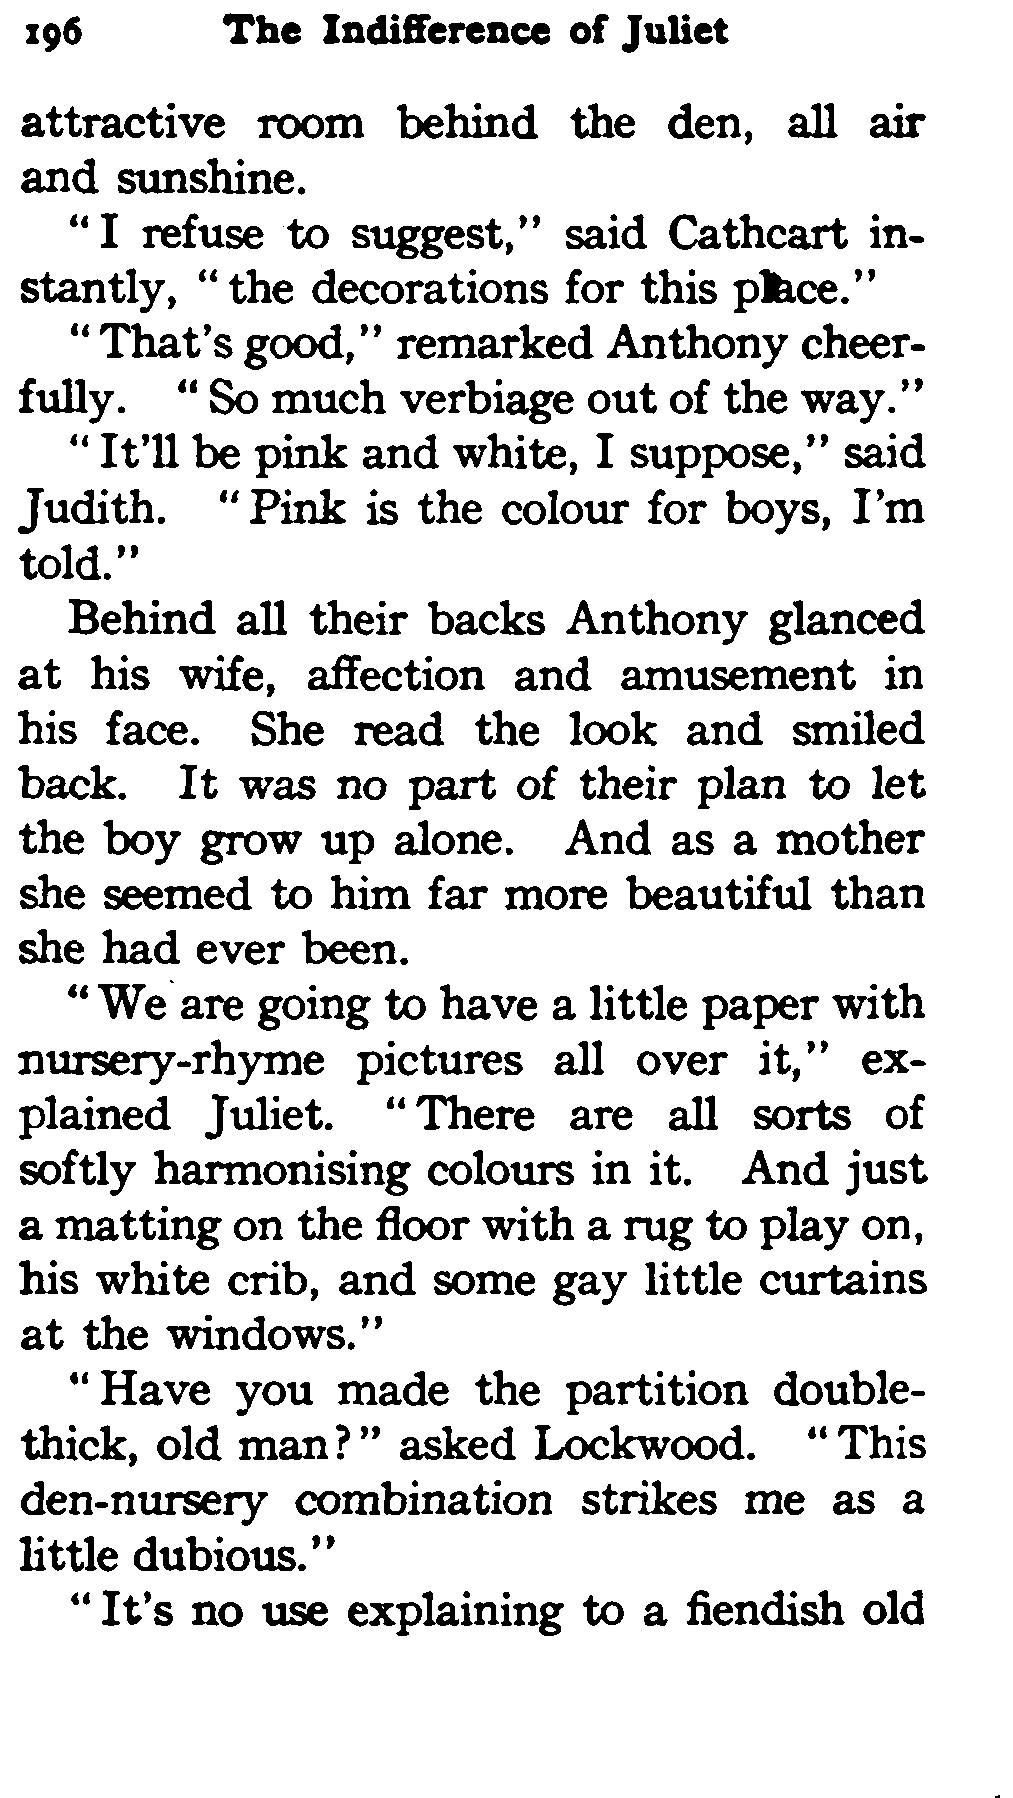 196 The Indifference of Juliet
attractive room behind the den, all air
and sunshine.
“I refuse to suggest,” said Cathcart in-
stantly, “the decorations for this place.”
“That’s good,” remarked Anthony cheer-
fully. “So much verbiage out of the way.”
“It’ll be pink and white, I suppose,” said
Judith. “Pink is the colour for boys, I’m
told.”
Behind all their backs Anthony glanced
at his wife, affection and amusement in
his face. She read the look and smiled
back. It was no part of their plan to let
the boy grow up alone. And as a mother
she seemed to him far more beautiful than
she had ever been.
“We are going to have a little paper with
nursery-rhyme pictures all over it,” ex-
plained Juliet. “There are all sorts of
softly harmonising colours in it. And just
a matting on the floor with a rug to play on,
his white crib, and some gay little curtains
at the windows.”
“Have you made the partition double-
thick, old man?” asked Lockwood. “This
den-nursery combination strikes me as a
little dubious.”
“It’s no use explaining to a fiendish old